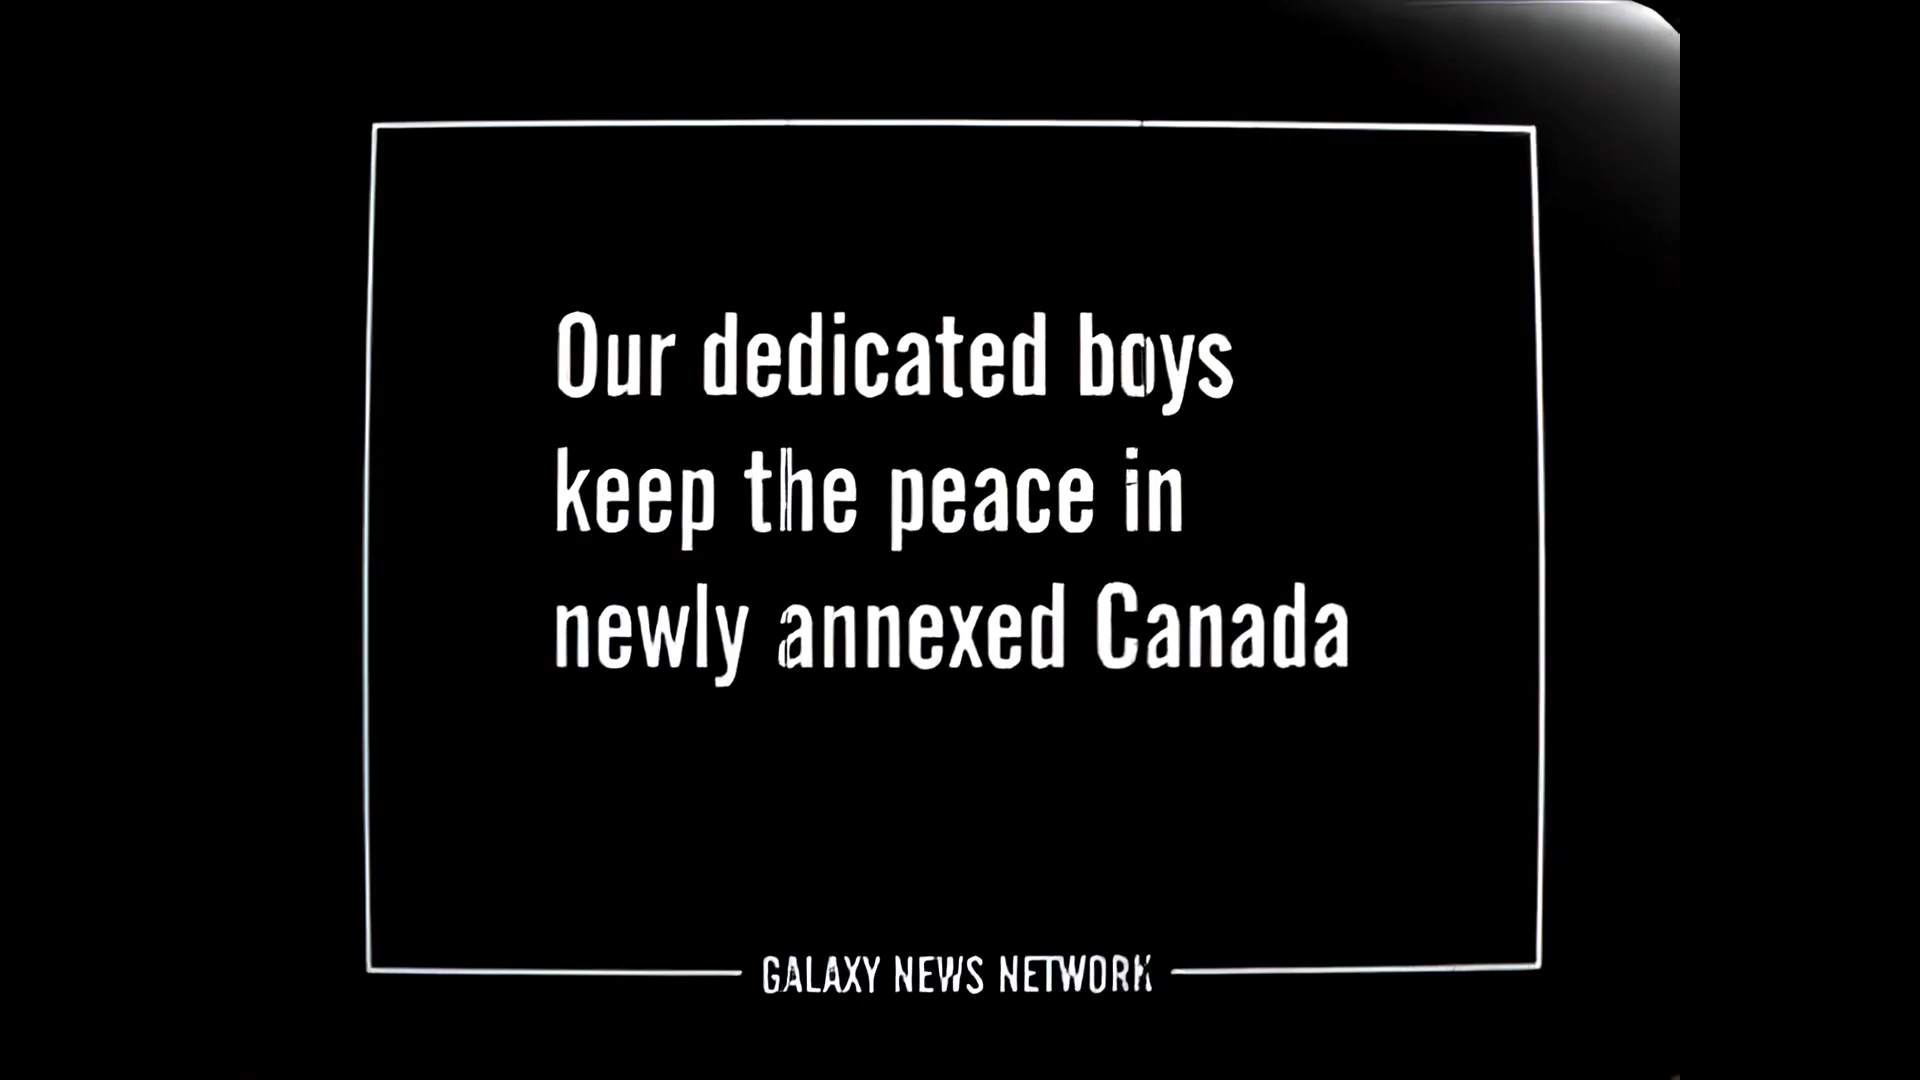 Our dedicated boys
keep the peace in
newly annexed Canada
GALAXY NEWS NETWORK